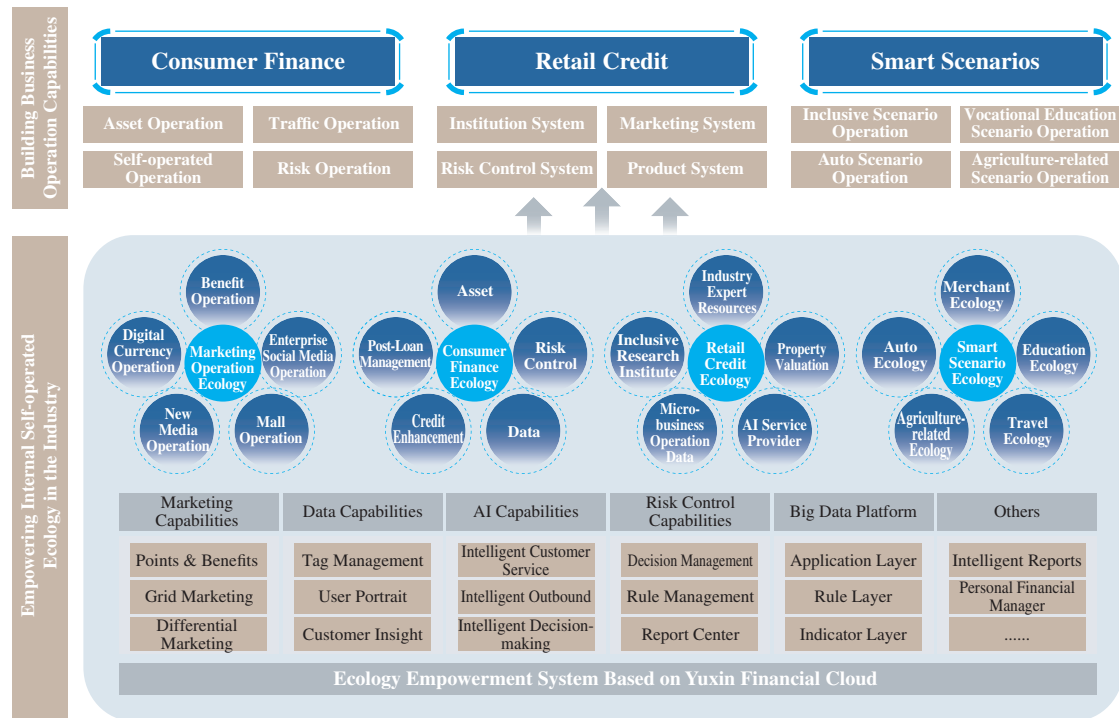 Building Business
Operation Capabilities
Consumer Finance
Retail Credit
Smart Scenarios
Asset Operation
Traffic Operation
Institution System
Marketing System
Inclusive Scenario
Operation
Vocational Education
Scenario Operation
Self-operated
Operation
Risk Operation
Risk Control System
Product System
Auto Scenario
Operation
Agriculture-related
Scenario Operation
Empowering Internal Self-operated
Ecology in the Industry
Benefit
Operation
Digital
Currency
Operation
Marketing
Operation
Ecology
Enterprise
Social Media
Operation
New
Media
Operation
Mall
Operation
Asset
Post-Loan
Management
Consumer
Finance
Ecology
Risk
Control
Credit
Enhancement
Data
Industry
Expert
Resources
Inclusive
Research
Institute
Retail
Credit
Ecology
Property
Valuation
Micro-
business
Operation
Data
AI Service
Provider
Merchant
Ecology
Auto
Ecology
Smart
Scenario
Ecology
Education
Ecology
Agriculture-
related
Ecology
Travel
Ecology
Marketing
Capabilities
Data Capabilities
AI Capabilities
Risk Control
Capabilities
Big Data Platform
Others
Points & Benefits
Tag Management
Intelligent Customer
Service
Decision Management
Application Layer
Intelligent Reports
Grid Marketing
User Portrait
Intelligent Outbound
Rule Management
Rule Layer
Personal Financial
Manager
Differential
Marketing
Customer Insight
Intelligent Decision-
making
Report Center
Indicator Layer
......
Ecology Empowerment System Based on Yuxin Financial Cloud